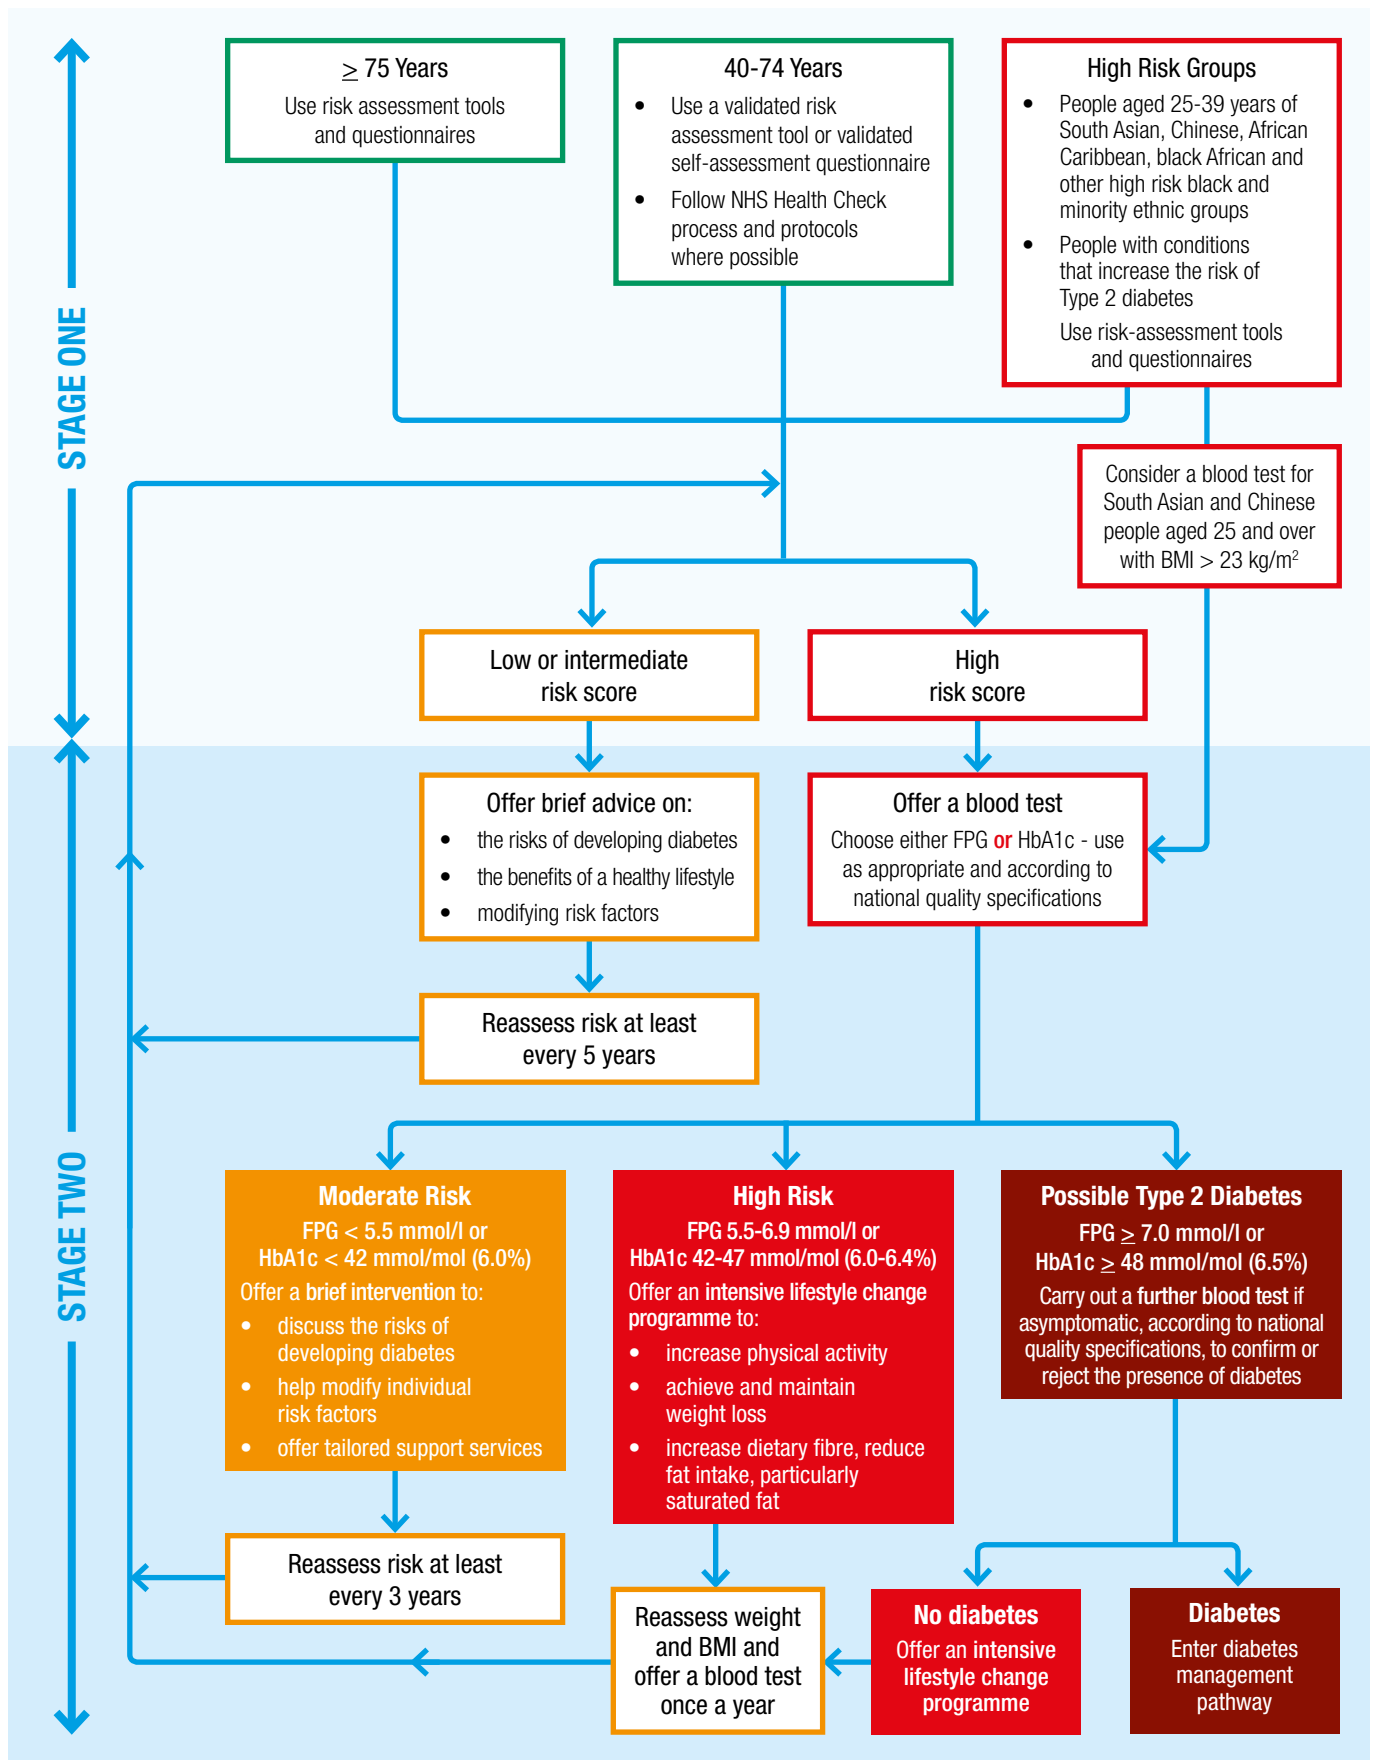 ≥ 75 Years
Use risk assessment tools
and questionnaires
40-74 Years
• Use a validated risk
assessment tool or validated
self-assessment questionnaire
• Follow NHS Health Check
process and protocols
where possible
High Risk Groups
• People aged 25-39 years of
South Asian, Chinese, African
Caribbean, black African and
other high risk black and
minority ethnic groups
• People with conditions
that increase the risk of
Type 2 diabetes
Use risk-assessment tools
and questionnaires
STAGE ONE
Consider a blood test for
South Asian and Chinese
people aged 25 and over
with BMI > 23 kg/m²
Low or intermediate
risk score
High
risk score
Offer brief advice on:
• the risks of developing diabetes
• the benefits of a healthy lifestyle
• modifying risk factors
Offer a blood test
Choose either FPG or HbA1c - use
as appropriate and according to
national quality specifications
Reassess risk at least
every 5 years
STAGE TWO
Moderate Risk
FPG < 5.5 mmol/l or
HbA1c < 42 mmol/mol (6.0%)
Offer a brief intervention to:
• discuss the risks of
developing diabetes
• help modify individual
risk factors
• offer tailored support services
High Risk
FPG 5.5-6.9 mmol/l or
HbA1c 42-47 mmol/mol (6.0-6.4%)
Offer an intensive lifestyle change
programme to:
• increase physical activity
• achieve and maintain
weight loss
• increase dietary fibre, reduce
fat intake, particularly
saturated fat
Possible Type 2 Diabetes
FPG ≥ 7.0 mmol/l or
HbA1c ≥ 48 mmol/mol (6.5%)
Carry out a further blood test if
asymptomatic, according to national
quality specifications, to confirm or
reject the presence of diabetes
Reassess risk at least
every 3 years
Reassess weight
and BMI and
offer a blood test
once a year
No diabetes
Offer an intensive
lifestyle change
programme
Diabetes
Enter diabetes
management
pathway